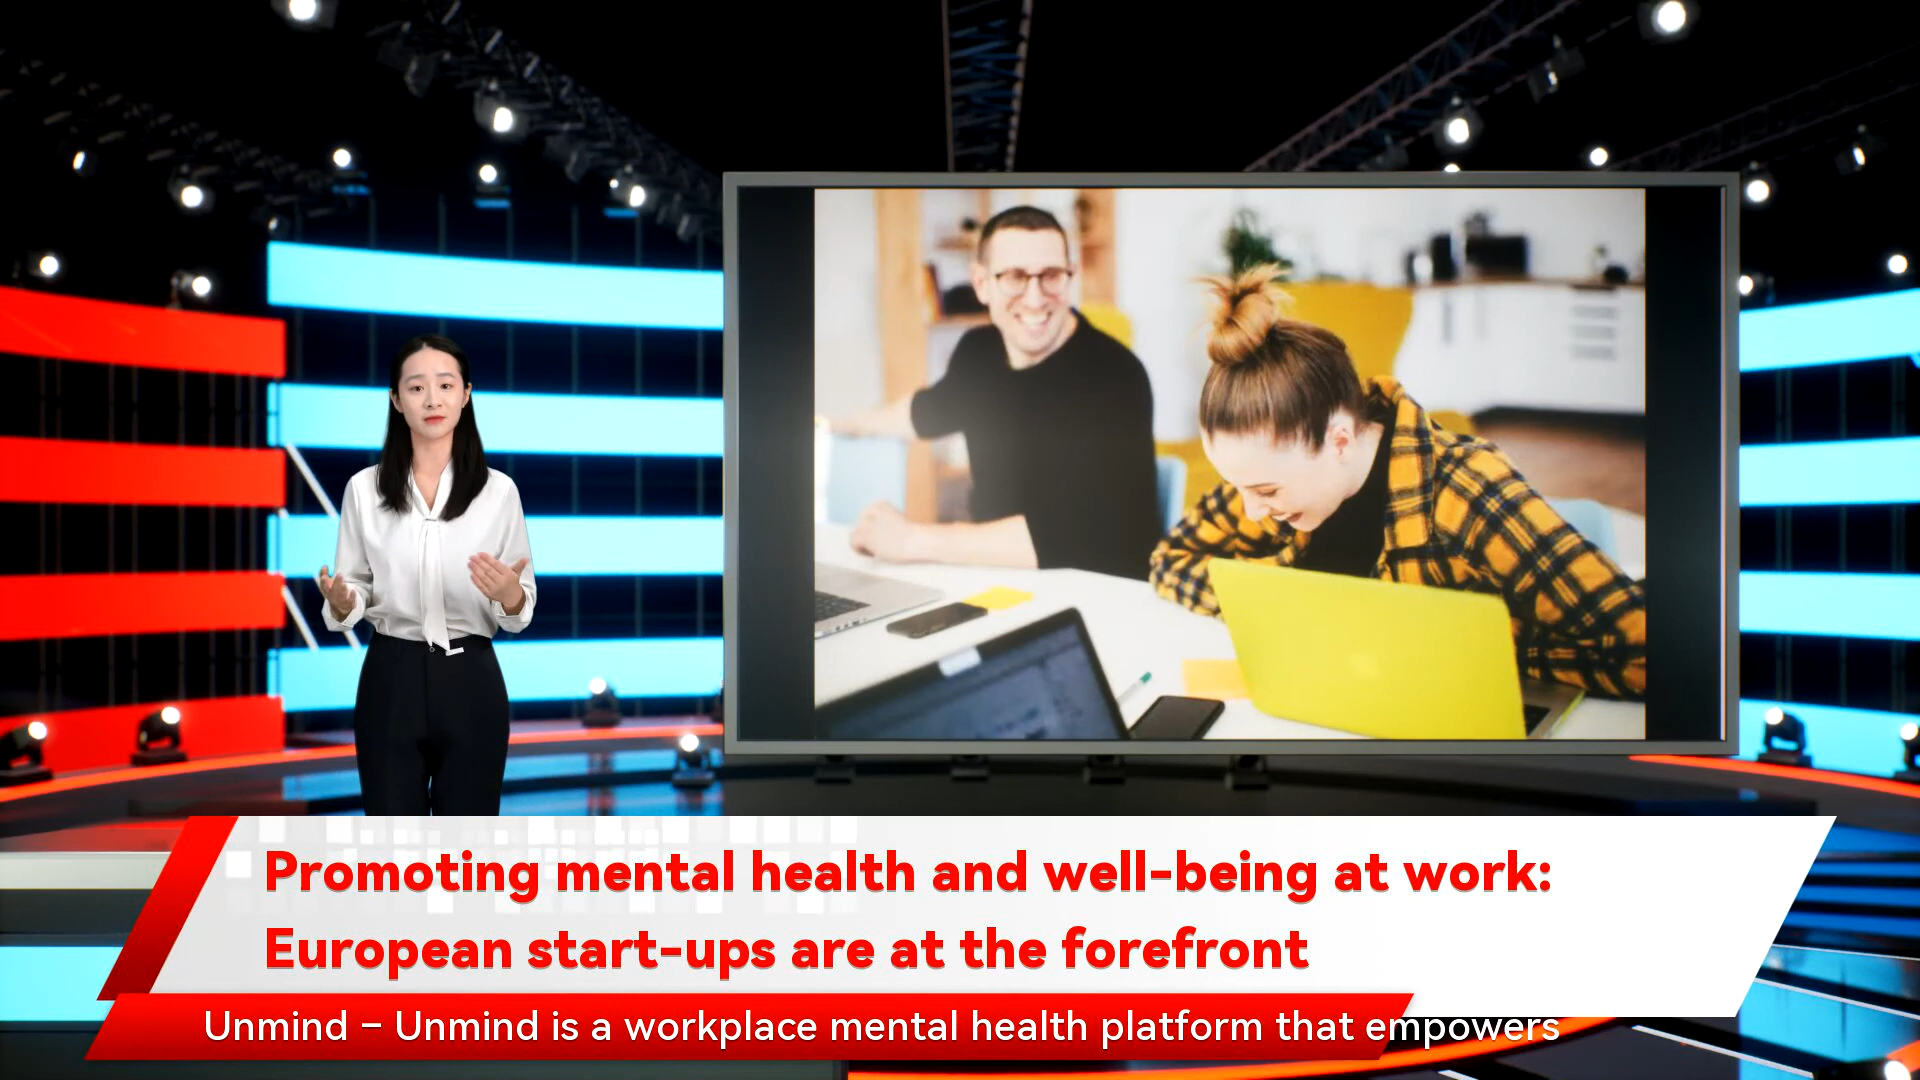 Promoting mental health and well-being at work:
European start-ups are at the forefront
Unmind – Unmind is a workplace mental health platform that empowers